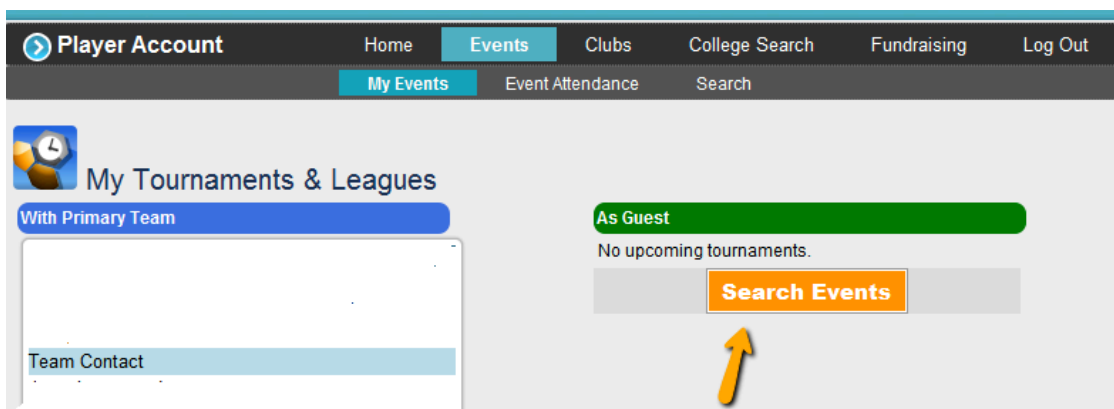 Player Account Home Events Clubs College Search Fundraising Log Out
My Events Event Attendance Search
My Tournaments & Leagues
With Primary Team
As Guest
No upcoming tournaments.
Search Events
Team Contact